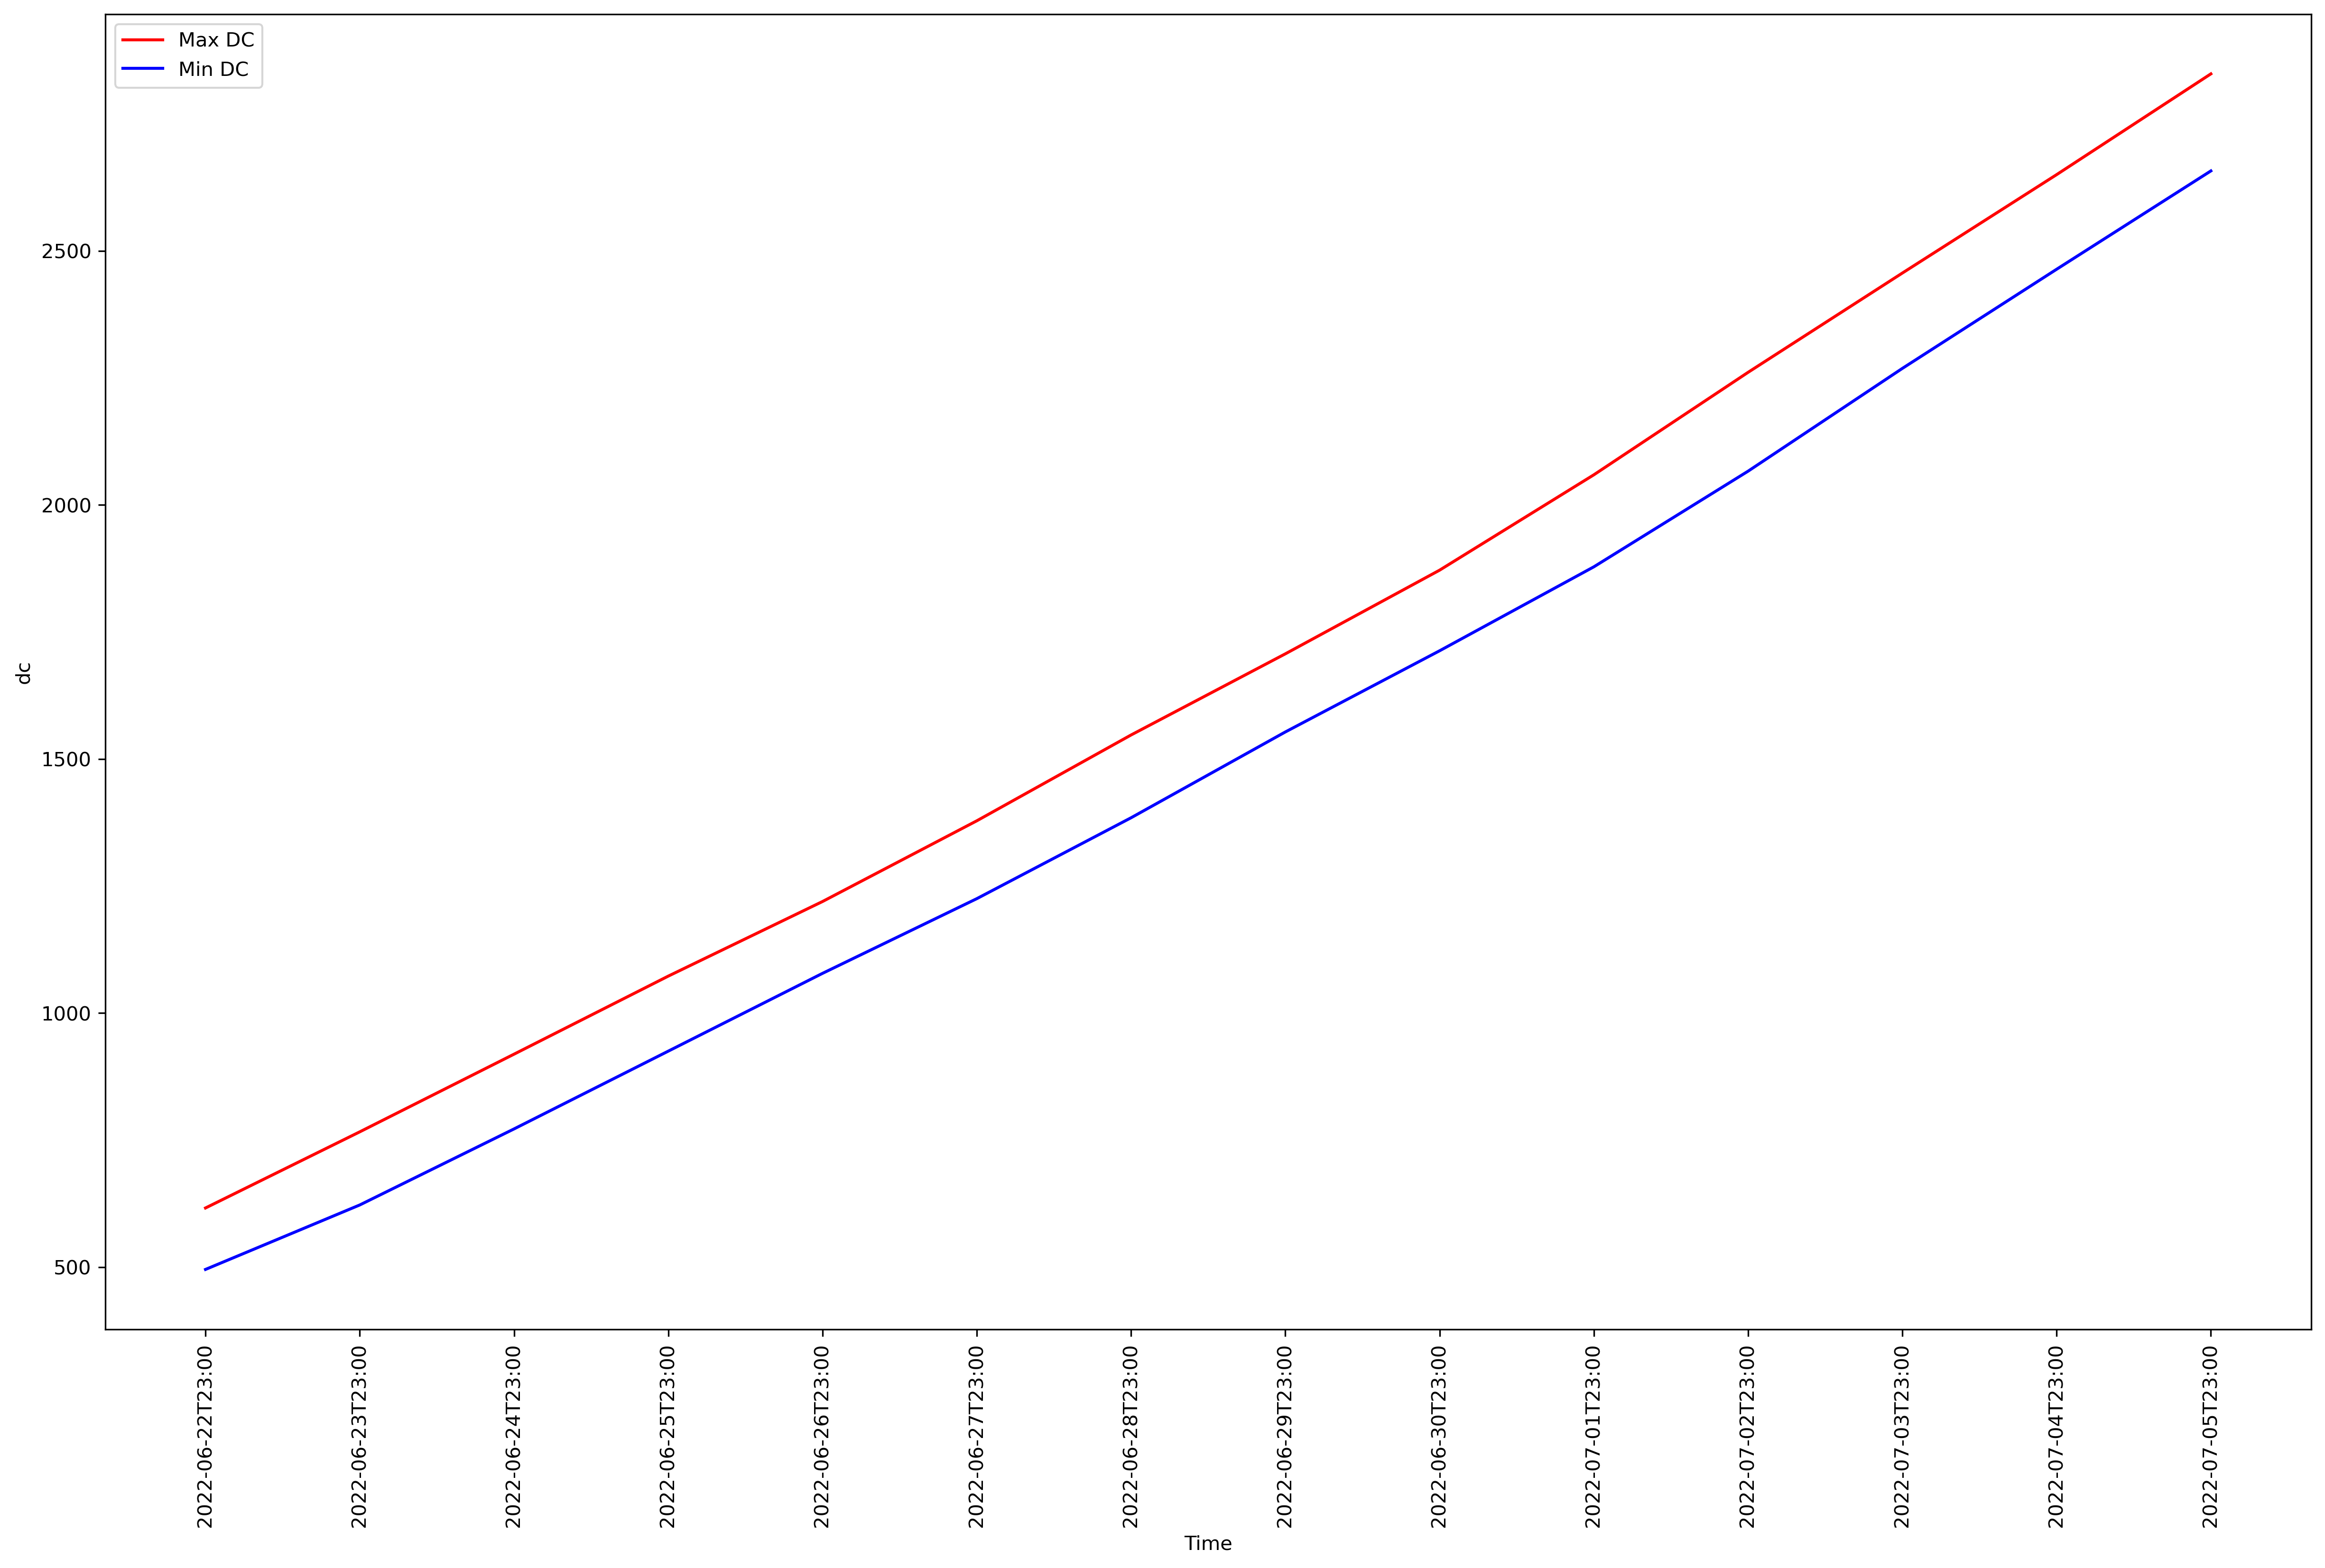 Max DC
Min DC
2500
2000
1500
1000
500
dc
2022-06-22T23:00
2022-06-23T23:00
2022-06-24T23:00
2022-06-25T23:00
2022-06-26T23:00
2022-06-27T23:00
2022-06-28T23:00
2022-06-29T23:00
2022-06-30T23:00
2022-07-01T23:00
2022-07-02T23:00
2022-07-03T23:00
2022-07-04T23:00
2022-07-05T23:00
Time